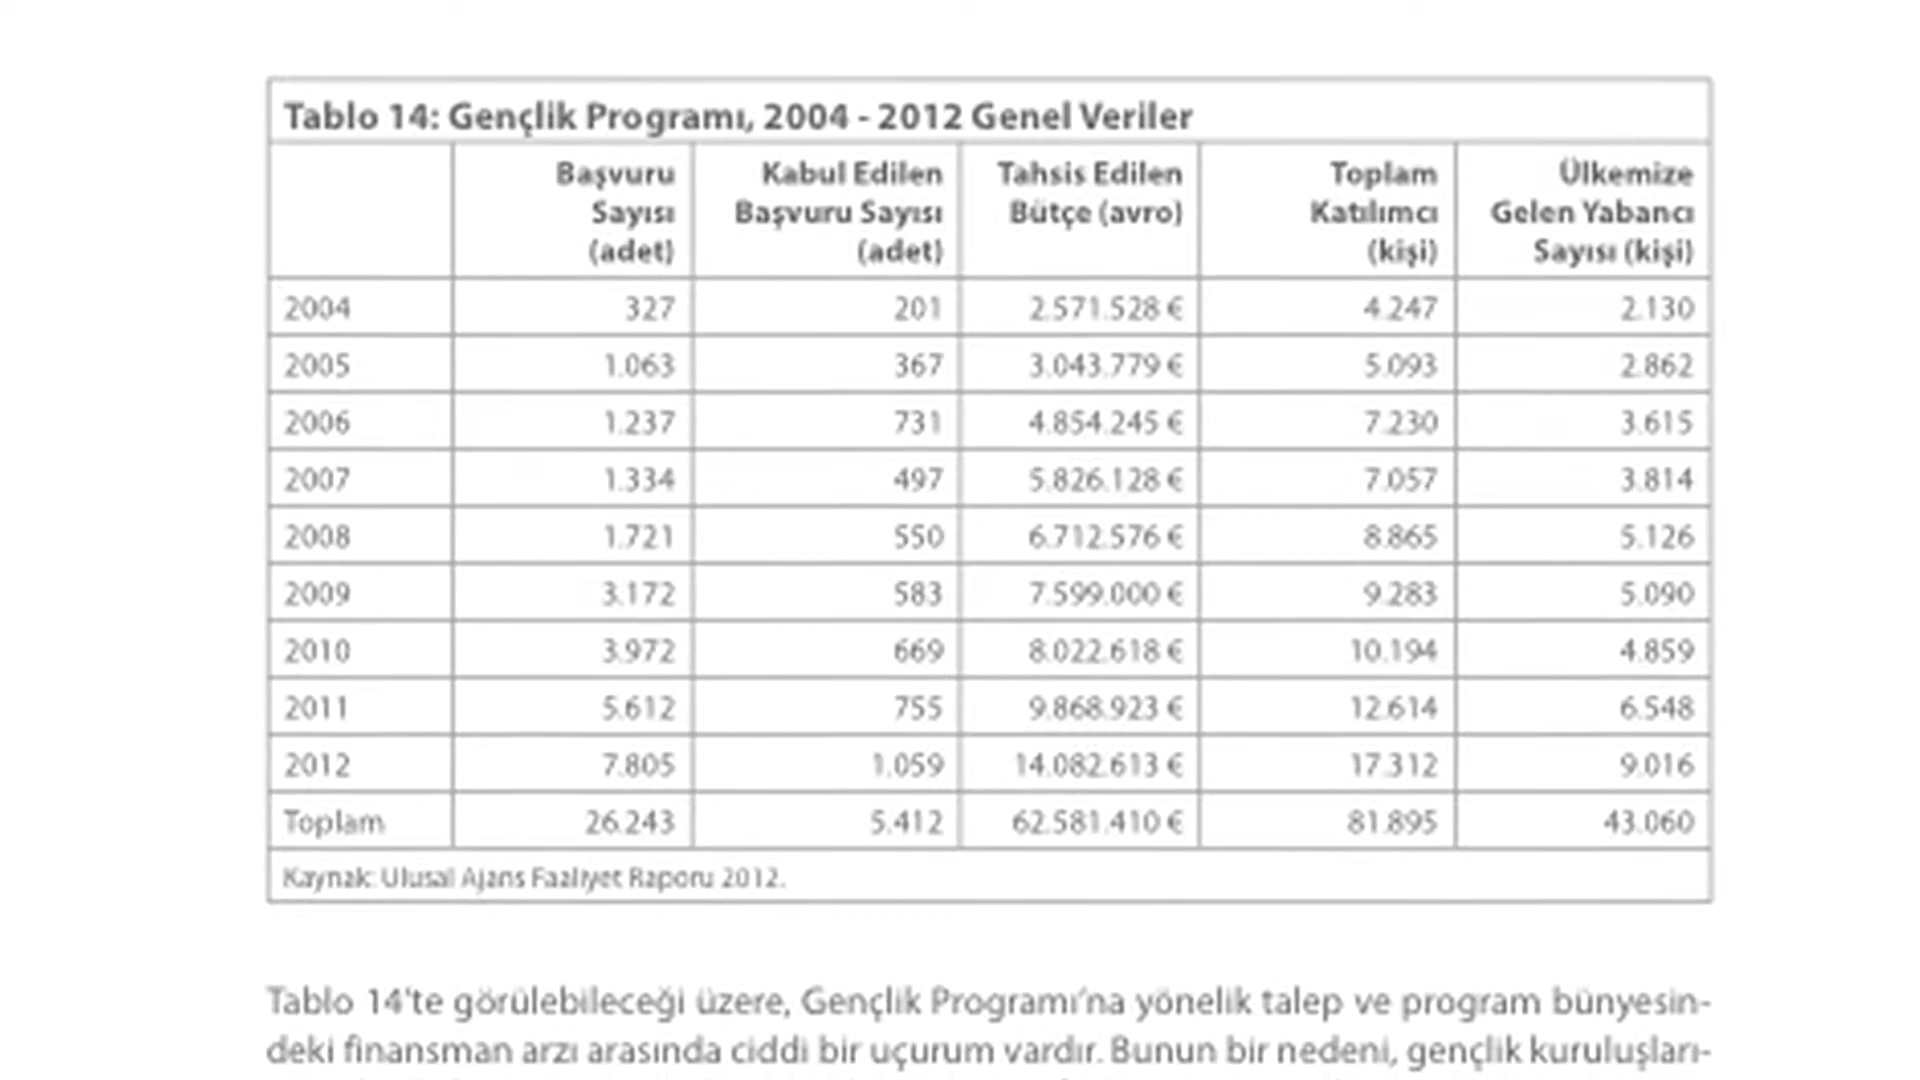 Tablo 14: Gençlik Programı, 2004 - 2012 Genel Veriler
Başvuru Sayısı (adet) Kabul Edilen Başvuru Sayısı (adet) Tahsis Edilen Bütçe (avro) Toplam Katılımcı (kişi) Ülkemize Gelen Yabancı Sayısı (kişi)
2004 327 201 2.571.528 € 4.247 2.130
2005 1.063 367 3.043.779 € 5.093 2.862
2006 1.237 731 4.854.245 € 7.230 3.615
2007 1.334 497 5.826.128 € 7.057 3.814
2008 1.721 550 6.712.576 € 8.865 5.126
2009 3.172 583 7.599.000 € 9.283 5.090
2010 3.972 669 8.022.618 € 10.194 4.859
2011 5.612 755 9.868.923 € 12.614 6.548
2012 7.805 1.059 14.082.613 € 17.312 9.016
Toplam 26.243 5.412 62.581.410 € 81.895 43.060
Kaynak: Ulusal Ajans Faaliyet Raporu 2012.
Tablo 14'te görülebileceği üzere, Gençlik Programı'na yönelik talep ve program bünyesin-
deki finansman arzı arasında ciddi bir uçurum vardır. Bunun bir nedeni, gençlik kuruluşları-